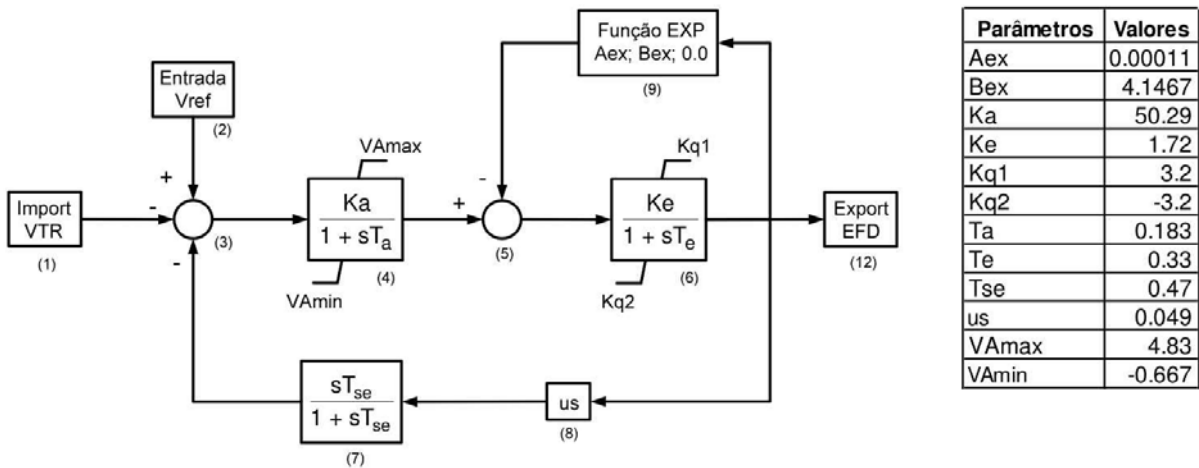 Função EXP
Aex; Bex; 0.0
(9)
Entrada
Vref
(2)
VAmax
Kq1
+
-
Import
VTR
(1)
-
(3)
Ka
1 + sTa
(4)
+
-
(5)
Ke
1 + sTe
(6)
Export
EFD
(12)
VAmin
Kq2
sTse
1 + sTse
(7)
us
(8)
Parâmetros Valores
Aex 0.00011
Bex 4.1467
Ka 50.29
Ke 1.72
Kq1 3.2
Kq2 -3.2
Ta 0.183
Te 0.33
Tse 0.47
us 0.049
VAmax 4.83
VAmin -0.667